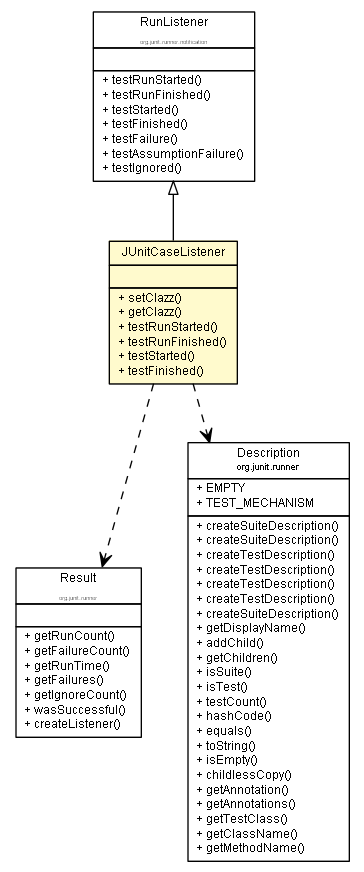 RunListener
org.junit.runner.notification
+ testRunStarted()
+ testRunFinished()
+ testStarted()
+ testFinished()
+ testFailure()
+ testAssumptionFailure()
+ testIgnored()
JUnitCaseListener
+ setClazz()
+ getClazz()
+ testRunStarted()
+ testRunFinished()
+ testStarted()
+ testFinished()
Description
org.junit.runner
+ EMPTY
+ TEST_MECHANISM
+ createSuiteDescription()
+ createSuiteDescription()
+ createTestDescription()
+ createTestDescription()
+ createTestDescription()
+ createTestDescription()
+ createSuiteDescription()
+ getDisplayName()
+ addChild()
+ getChildren()
+ isSuite()
+ isTest()
+ testCount()
+ hashCode()
+ equals()
+ toString()
+ isEmpty()
+ childlessCopy()
+ getAnnotation()
+ getAnnotations()
+ getTestClass()
+ getClassName()
+ getMethodName()
Result
org.junit.runner
+ getRunCount()
+ getFailureCount()
+ getRunTime()
+ getFailures()
+ getIgnoreCount()
+ wasSuccessful()
+ createListener()